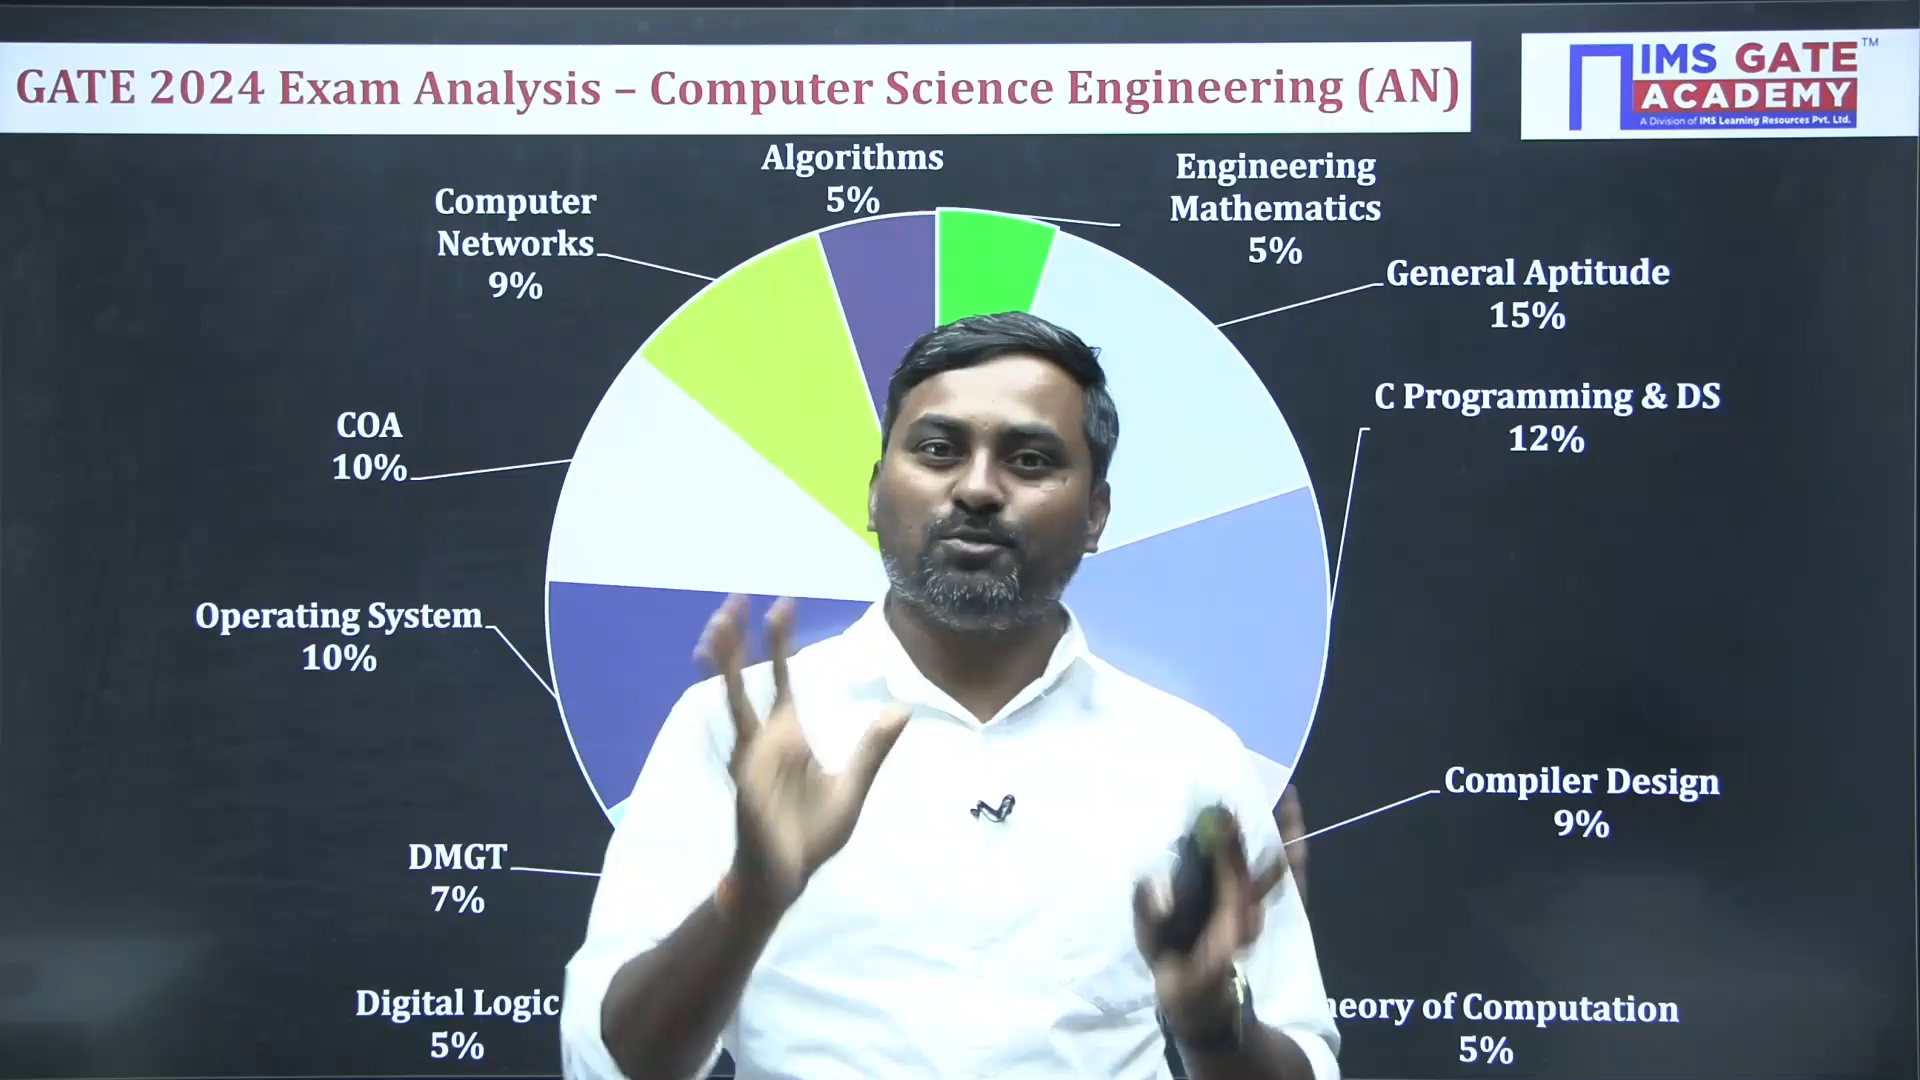 GATE 2024 Exam Analysis – Computer Science Engineering (AN)
IMS GATE TM
ACADEMY
A Division of IMS Learning Resources Pvt. Ltd.
Algorithms
5%
Engineering
Mathematics
5%
Computer
Networks
9%
General Aptitude
15%
C Programming & DS
12%
COA
10%
Operating System
10%
Compiler Design
9%
DMGT
7%
Digital Logic
5%
of Computation
5%